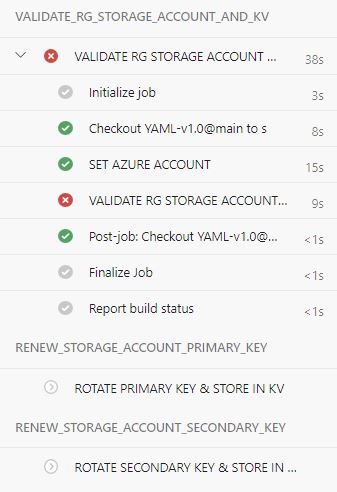 VALIDATE_RG_STORAGE_ACCOUNT_AND_KV
VALIDATE RG STORAGE ACCOUNT ... 38s
Initialize job 3s
Checkout YAML-v1.0@main to s 8s
SET AZURE ACCOUNT 15s
VALIDATE RG STORAGE ACCOUNT... 9s
Post-job: Checkout YAML-v1.0@... <1s
Finalize Job <1s
Report build status <1s
RENEW_STORAGE_ACCOUNT_PRIMARY_KEY
ROTATE PRIMARY KEY & STORE IN KV
RENEW_STORAGE_ACCOUNT_SECONDARY_KEY
ROTATE SECONDARY KEY & STORE IN ...